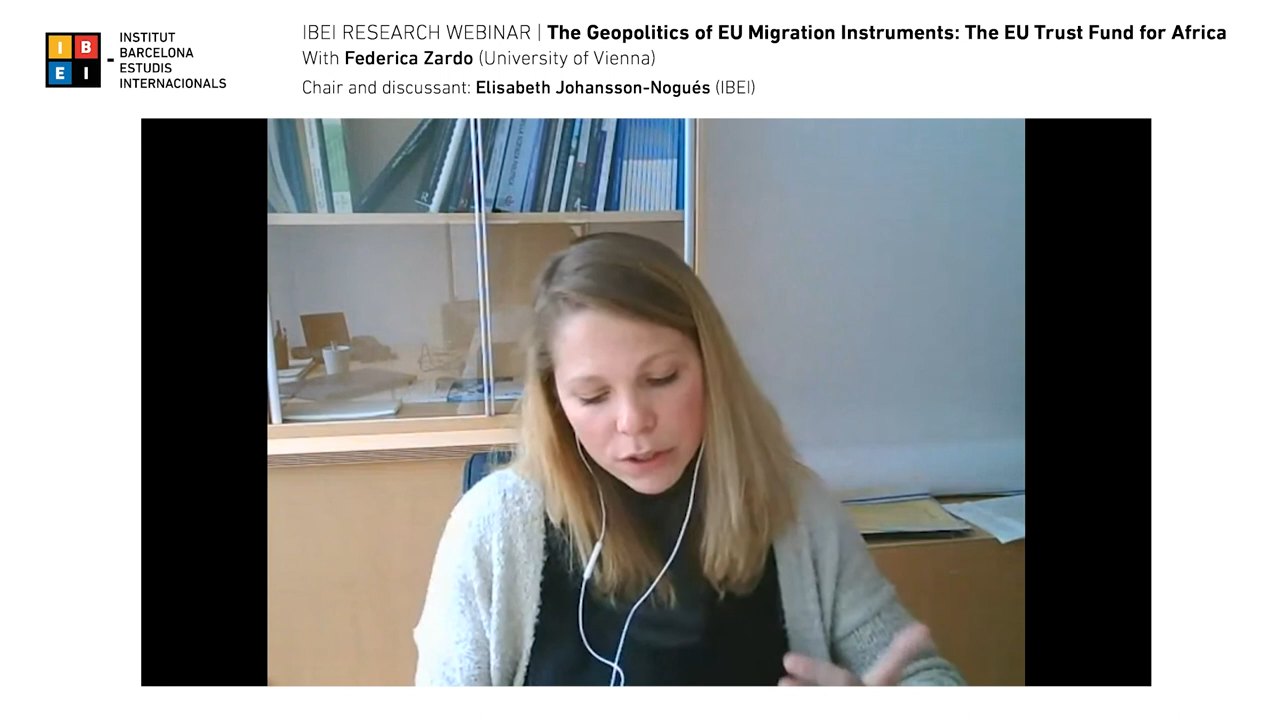 I B
E I
INSTITUT
BARCELONA
ESTUDIS
INTERNACIONALS
IBEI RESEARCH WEBINAR | The Geopolitics of EU Migration Instruments: The EU Trust Fund for Africa
With Federica Zardo (University of Vienna)
Chair and discussant: Elisabeth Johansson-Nogués (IBEI)